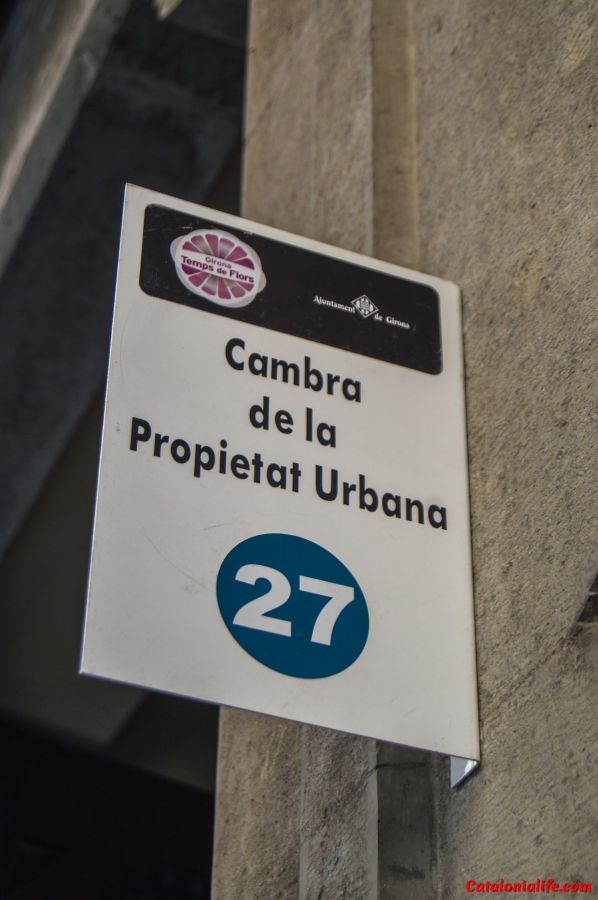 Girona
Temps de Flors
Ajuntament
de Girona
Cambra
de la
Propietat Urbana
27
Catalonialife.com